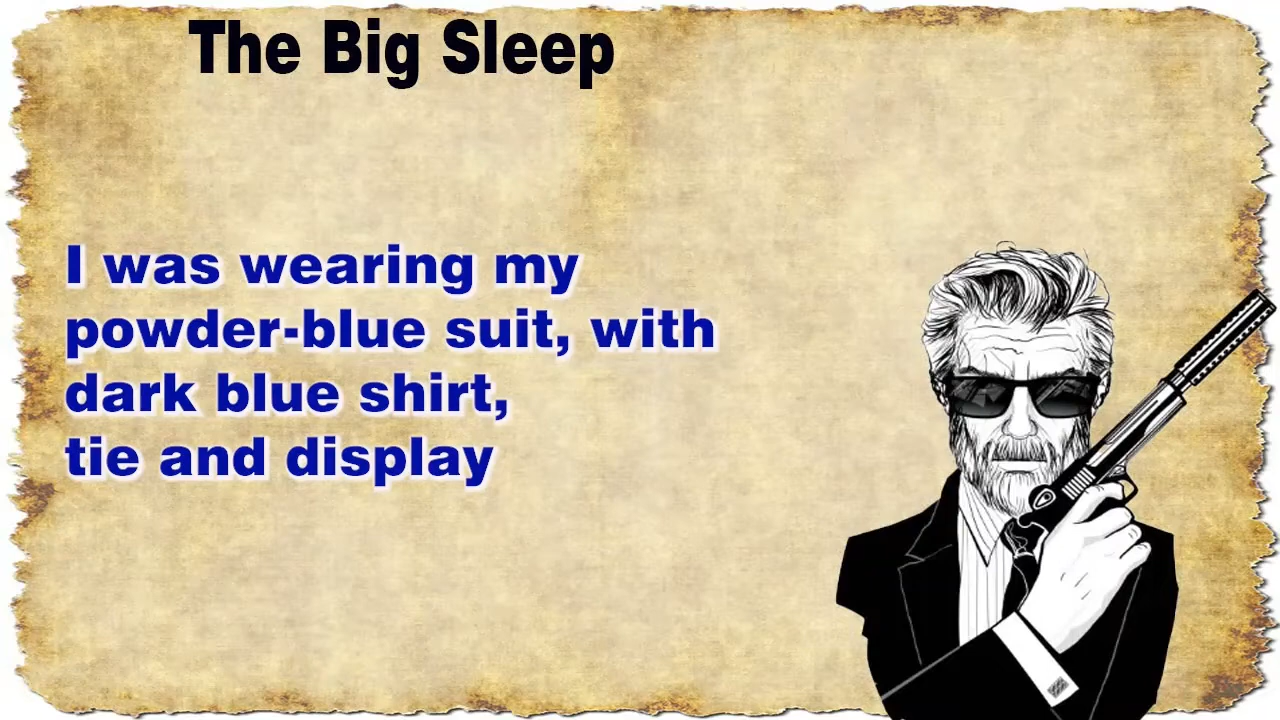 The Big Sleep
I was wearing my
powder-blue suit, with
dark blue shirt,
tie and display